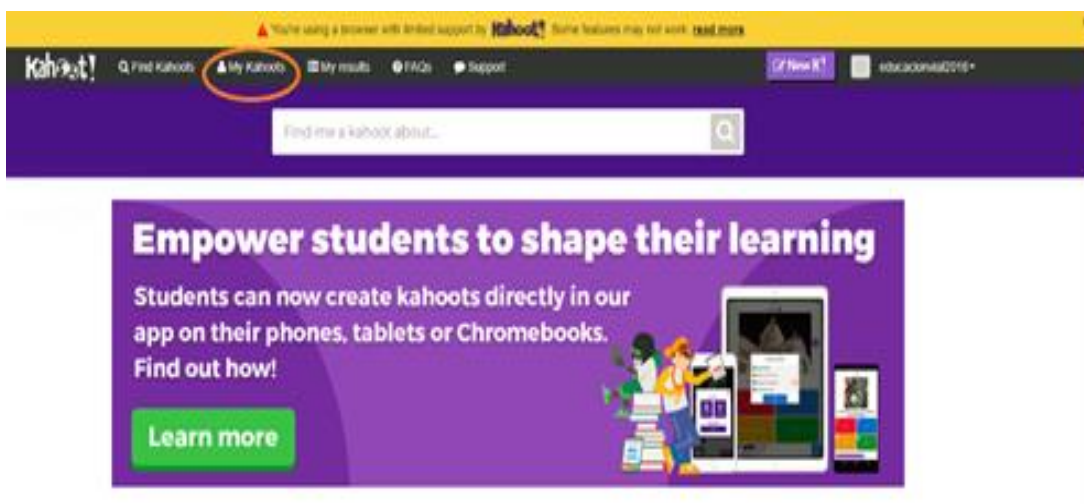 You're using a browser with limited support by Kahoot! Some features may not work. read more
Kahoot! Find Kahoots My Kahoots My results FAQs Support New K! educacionvial2016
Find me a kahoot about...
Empower students to shape their learning
Students can now create kahoots directly in our
app on their phones, tablets or Chromebooks.
Find out how!
Learn more